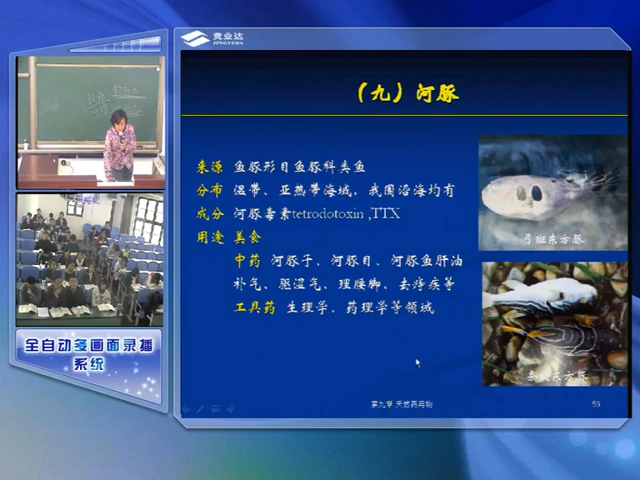 竞业达
JINGYEDA
（九）河豚
来源 鱼豚形目鱼豚科类鱼
分布 温带、亚热带海域，我国沿海均有
成分 河豚毒素tetrodotoxin ,TTX
用途 美食
中药 河豚子、河豚目、河豚鱼肝油
补气、驱湿气、理腰脚、去痔疾等
工具药 生理学、药理学等领域
弓斑东方豚
东方豚
第九章 天然药毒物
59
全自动多画面录播
系统